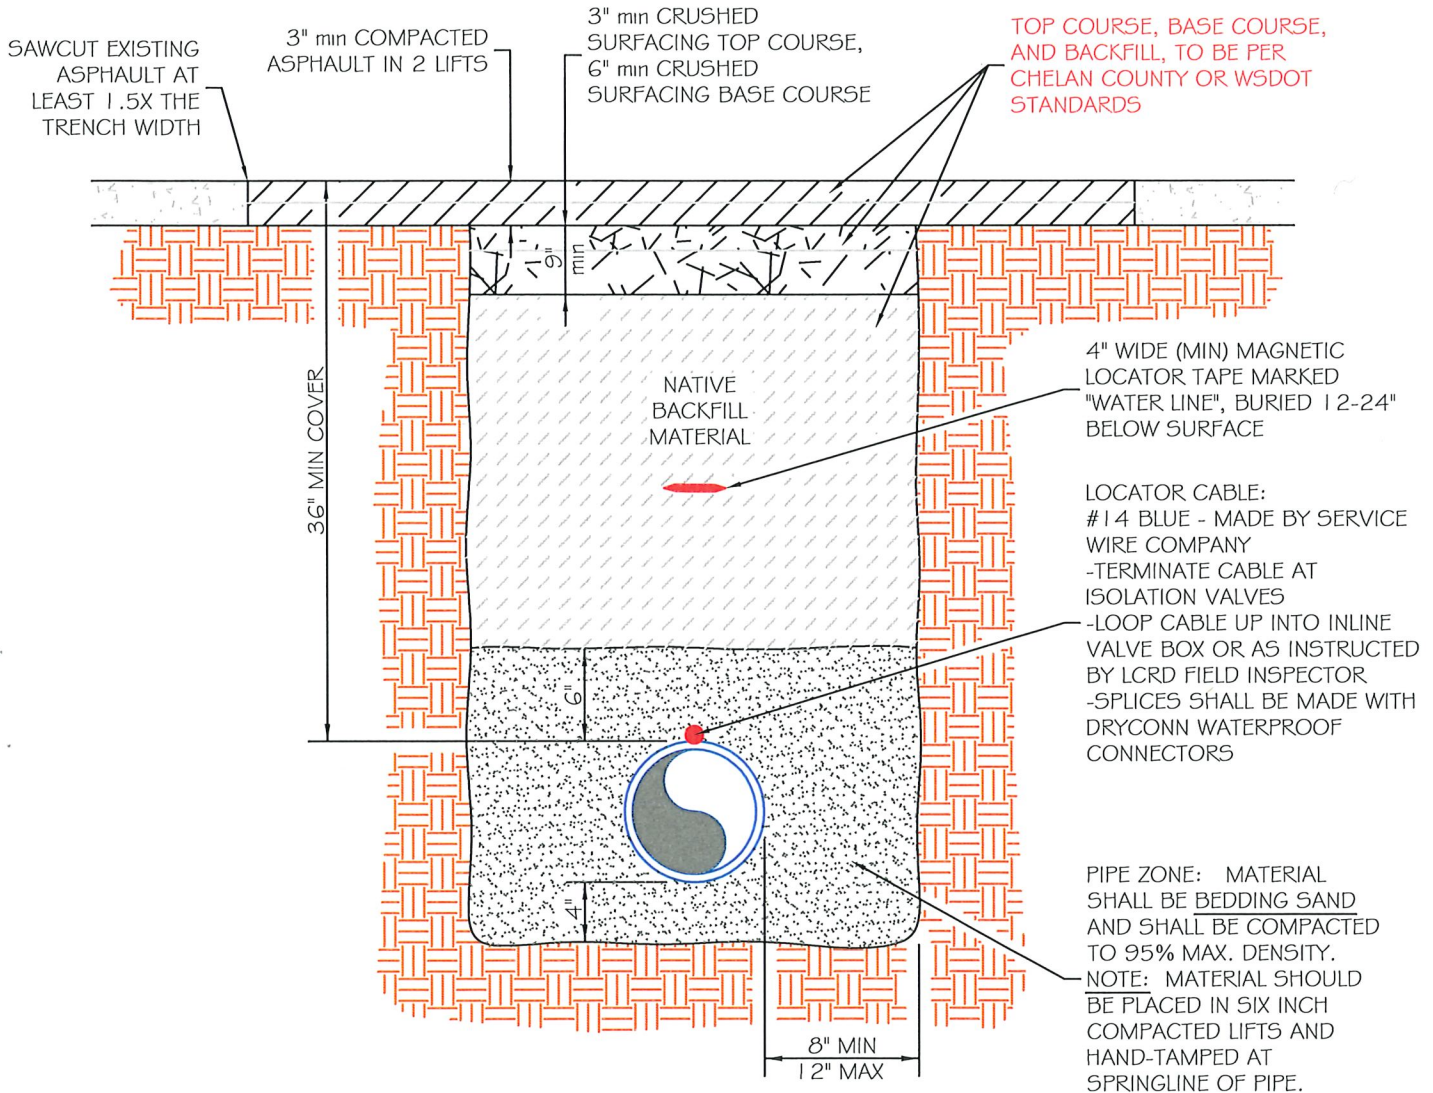 SAWCUT EXISTING
ASPHAULT AT
LEAST 1.5X THE
TRENCH WIDTH
3" min COMPACTED
ASPHAULT IN 2 LIFTS
3" min CRUSHED
SURFACING TOP COURSE,
6" min CRUSHED
SURFACING BASE COURSE
TOP COURSE, BASE COURSE,
AND BACKFILL, TO BE PER
CHELAN COUNTY OR WSDOT
STANDARDS
9"
min
36" MIN COVER
NATIVE
BACKFILL
MATERIAL
4" WIDE (MIN) MAGNETIC
LOCATOR TAPE MARKED
"WATER LINE", BURIED 12-24"
BELOW SURFACE
LOCATOR CABLE:
#14 BLUE - MADE BY SERVICE
WIRE COMPANY
-TERMINATE CABLE AT
ISOLATION VALVES
-LOOP CABLE UP INTO INLINE
VALVE BOX OR AS INSTRUCTED
BY LCRD FIELD INSPECTOR
-SPLICES SHALL BE MADE WITH
DRYCONN WATERPROOF
CONNECTORS
6"
4"
PIPE ZONE: MATERIAL
SHALL BE BEDDING SAND
AND SHALL BE COMPACTED
TO 95% MAX. DENSITY.
NOTE: MATERIAL SHOULD
BE PLACED IN SIX INCH
COMPACTED LIFTS AND
HAND-TAMPED AT
SPRINGLINE OF PIPE.
8" MIN
12" MAX